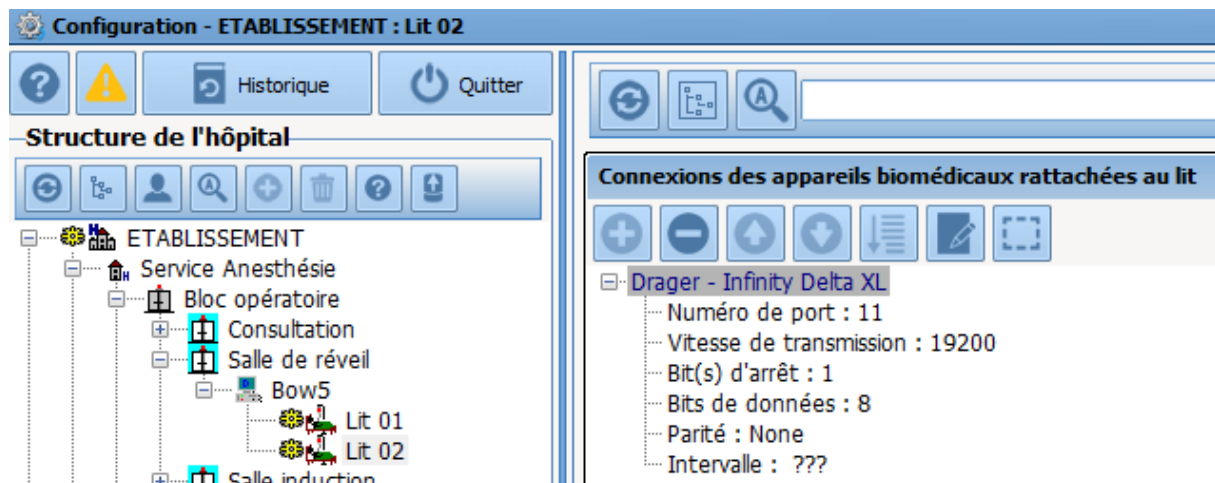 Configuration - ETABLISSEMENT : Lit 02
Historique
Quitter
Structure de l'hôpital
ETABLISSEMENT
Service Anesthésie
Bloc opératoire
Consultation
Salle de réveil
Bow5
Lit 01
Lit 02
Salle induction
Connexions des appareils biomédicaux rattachées au lit
Drager - Infinity Delta XL
Numéro de port : 11
Vitesse de transmission : 19200
Bit(s) d'arrêt : 1
Bits de données : 8
Parité : None
Intervalle : ???